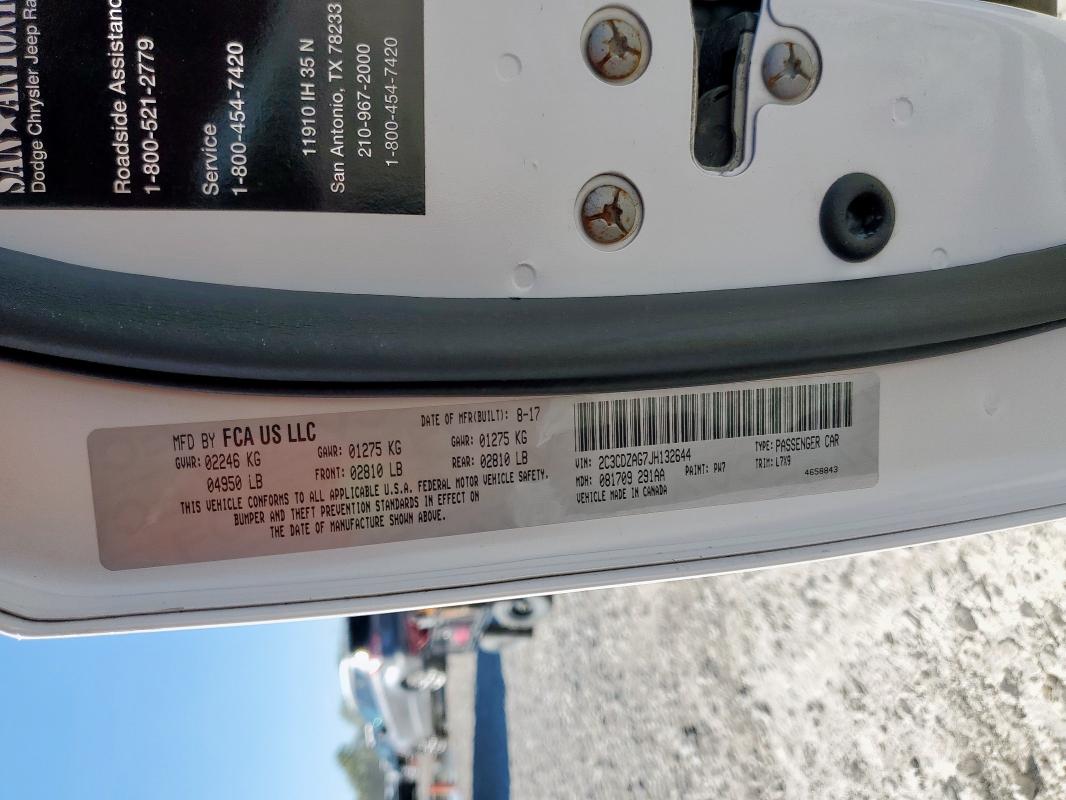 SAN★ANTONIO
Dodge Chrysler Jeep Ra
Roadside Assistanc
1-800-521-2779
Service
1-800-454-7420
11910 IH 35 N
San Antonio, TX 78233
210-967-2000
1-800-454-7420
MFD BY FCA US LLC
DATE OF MFR(BUILT): 8-17
GVWR: 02246 KG
04950 LB
GAWR: 01275 KG
FRONT: 02810 LB
GAWR: 01275 KG
REAR: 02810 LB
THIS VEHICLE CONFORMS TO ALL APPLICABLE U.S.A. FEDERAL MOTOR VEHICLE SAFETY,
BUMPER AND THEFT PREVENTION STANDARDS IN EFFECT ON
THE DATE OF MANUFACTURE SHOWN ABOVE.
VIN: 2C3CDZAG7JH132644
TYPE: PASSENGER CAR
MDH: 081709 291AA
PAINT: PW7
TRIM: L7X9
VEHICLE MADE IN CANADA
4658843